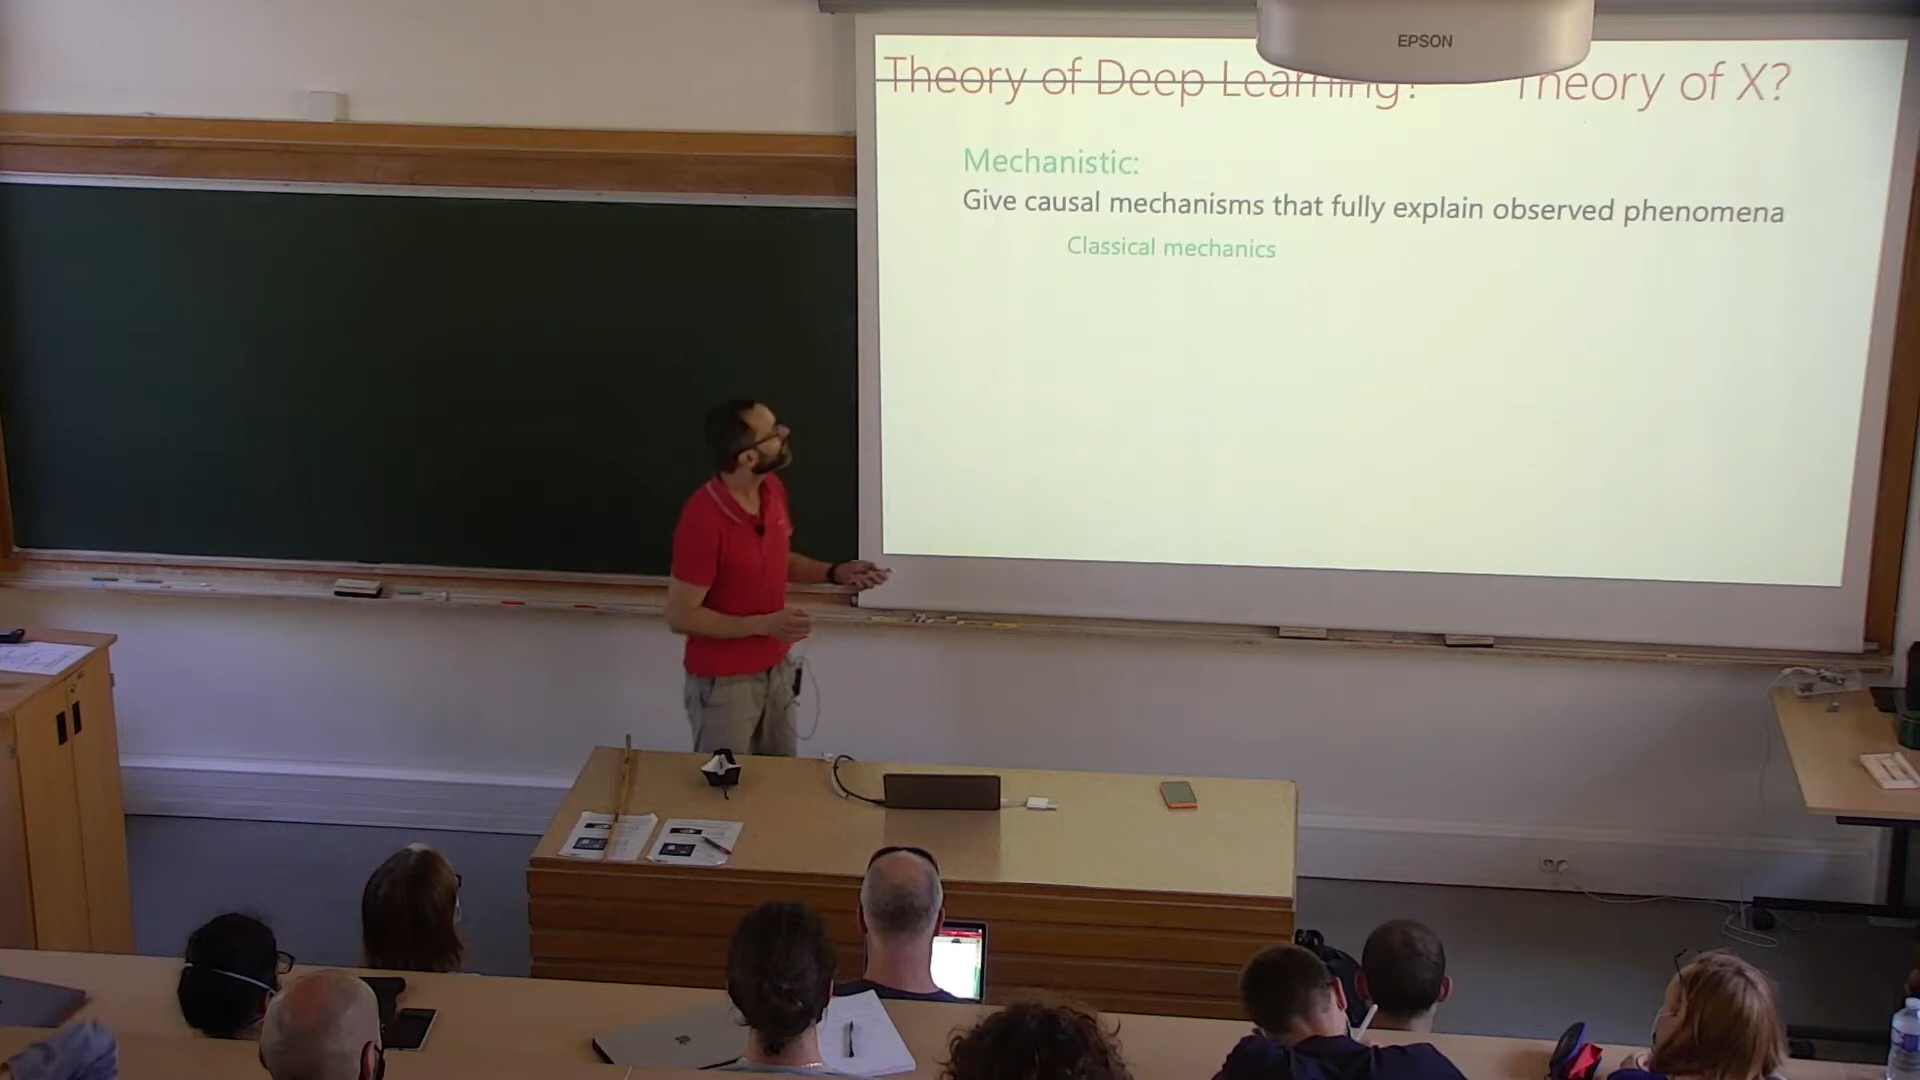 EPSON
Theory of Deep Learning? Theory of X?
Mechanistic:
Give causal mechanisms that fully explain observed phenomena
Classical mechanics